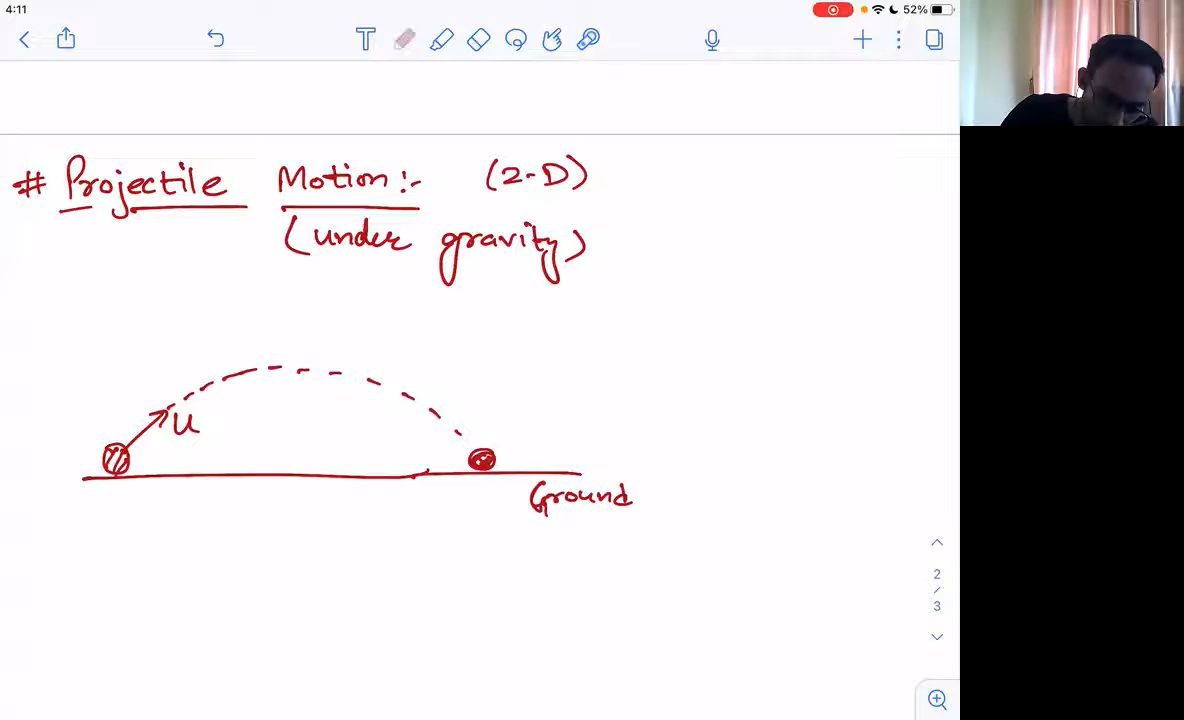 4:11
52%
T
# Projectile Motion :- (2-D)
(under gravity)
u
Ground
2
/
3